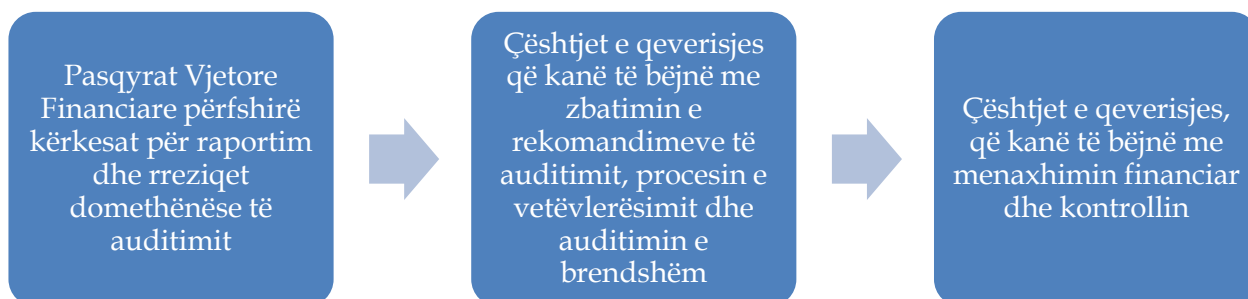 Pasqyrat Vjetore
Financiare përfshirë
kërkesat për raportim
dhe rreziqet
domethënëse të
auditimit
Çështjet e qeverisjes
që kanë të bëjnë me
zbatimin e
rekomandimeve të
auditimit, procesin e
vetëvlerësimit dhe
auditimin e
brendshëm
Çështjet e qeverisjes,
që kanë të bëjnë me
menaxhimin financiar
dhe kontrollin